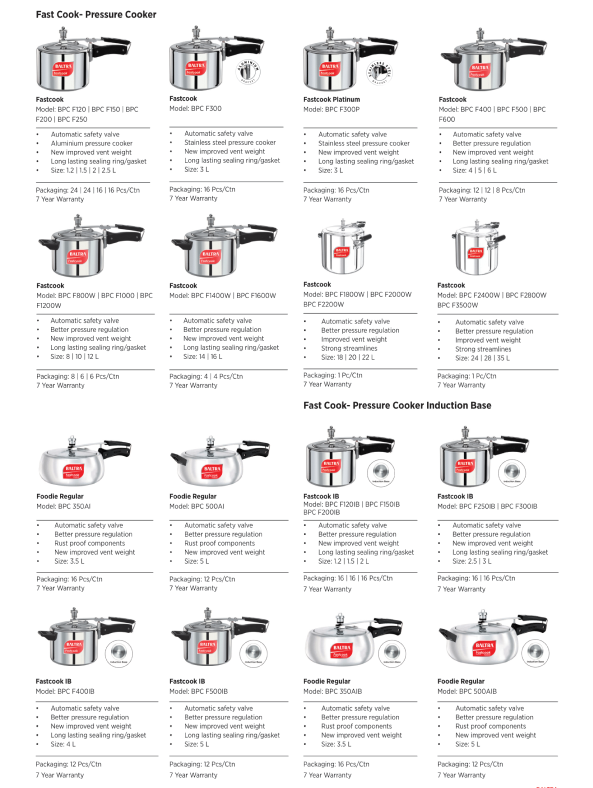 Fast Cook- Pressure Cooker
Fastcook
Model: BPC F120 | BPC F150 | BPC
F200 | BPC F250
• Automatic safety valve
• Aluminium pressure cooker
• New improved vent weight
• Long lasting sealing ring/gasket
• Size: 1.2 | 1.5 | 2 | 2.5 L
Packaging: 24 | 24 | 16 | 16 Pcs/Ctn
7 Year Warranty
Fastcook
Model: BPC F300
• Automatic safety valve
• Stainless steel pressure cooker
• New improved vent weight
• Long lasting sealing ring/gasket
• Size: 3 L
Packaging: 16 Pcs/Ctn
7 Year Warranty
Fastcook Platinum
Model: BPC F300P
• Automatic safety valve
• Stainless steel pressure cooker
• New improved vent weight
• Long lasting sealing ring/gasket
• Size: 3 L
Packaging: 16 Pcs/Ctn
7 Year Warranty
Fastcook
Model: BPC F400 | BPC F500 | BPC
F600
• Automatic safety valve
• Better pressure regulation
• New improved vent weight
• Long lasting sealing ring/gasket
• Size: 4 | 5 | 6 L
Packaging: 12 | 12 | 8 Pcs/Ctn
7 Year Warranty
Fastcook
Model: BPC F800W | BPC F1000 | BPC
F1200W
• Automatic safety valve
• Better pressure regulation
• New improved vent weight
• Long lasting sealing ring/gasket
• Size: 8 | 10 | 12 L
Packaging: 8 | 6 | 6 Pcs/Ctn
7 Year Warranty
Fastcook
Model: BPC F1400W | BPC F1600W
• Automatic safety valve
• Better pressure regulation
• New improved vent weight
• Long lasting sealing ring/gasket
• Size: 14 | 16 L
Packaging: 4 | 4 Pcs/Ctn
7 Year Warranty
Fastcook
Model: BPC F1800W | BPC F2000W
BPC F2200W
• Automatic safety valve
• Better pressure regulation
• Improved vent weight
• Strong streamlines
• Size: 18 | 20 | 22 L
Packaging: 1 Pc/Ctn
7 Year Warranty
Fastcook
Model: BPC F2400W | BPC F2800W
BPC F3500W
• Automatic safety valve
• Better pressure regulation
• Improved vent weight
• Strong streamlines
• Size: 24 | 28 | 35 L
Packaging: 1 Pc/Ctn
7 Year Warranty
Fast Cook- Pressure Cooker Induction Base
Foodie Regular
Model: BPC 350AI
• Automatic safety valve
• Better pressure regulation
• Rust proof components
• New improved vent weight
• Size: 3.5 L
Packaging: 16 Pcs/Ctn
7 Year Warranty
Foodie Regular
Model: BPC 500AI
• Automatic safety valve
• Better pressure regulation
• Rust proof components
• New improved vent weight
• Size: 5 L
Packaging: 12 Pcs/Ctn
7 Year Warranty
Fastcook IB
Model: BPC F120IB | BPC F150IB
BPC F200IB
• Automatic safety valve
• Better pressure regulation
• New improved vent weight
• Long lasting sealing ring/gasket
• Size: 1.2 | 1.5 | 2 L
Packaging: 16 | 16 | 16 Pcs/Ctn
7 Year Warranty
Fastcook IB
Model: BPC F250IB | BPC F300IB
• Automatic safety valve
• Better pressure regulation
• New improved vent weight
• Long lasting sealing ring/gasket
• Size: 2.5 | 3 L
Packaging: 16 | 16 Pcs/Ctn
7 Year Warranty
Fastcook IB
Model: BPC F400IB
• Automatic safety valve
• Better pressure regulation
• New improved vent weight
• Long lasting sealing ring/gasket
• Size: 4 L
Packaging: 12 Pcs/Ctn
7 Year Warranty
Fastcook IB
Model: BPC F500IB
• Automatic safety valve
• Better pressure regulation
• New improved vent weight
• Long lasting sealing ring/gasket
• Size: 5 L
Packaging: 12 Pcs/Ctn
7 Year Warranty
Foodie Regular
Model: BPC 350AIB
• Automatic safety valve
• Better pressure regulation
• Rust proof components
• New improved vent weight
• Size: 3.5 L
Packaging: 16 Pcs/Ctn
7 Year Warranty
Foodie Regular
Model: BPC 500AIB
• Automatic safety valve
• Better pressure regulation
• Rust proof components
• New improved vent weight
• Size: 5 L
Packaging: 12 Pcs/Ctn
7 Year Warranty